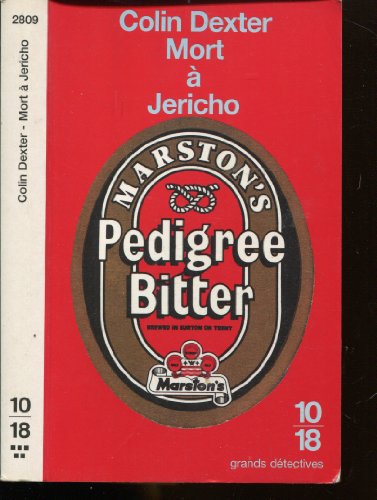 2809
Colin Dexter - Mort à Jericho
10
18
Colin Dexter
Mort
à
Jericho
MARSTON'S
Pedigree
Bitter
BREWED IN BURTON ON TRENT
Marston's
10
18
grands détectives